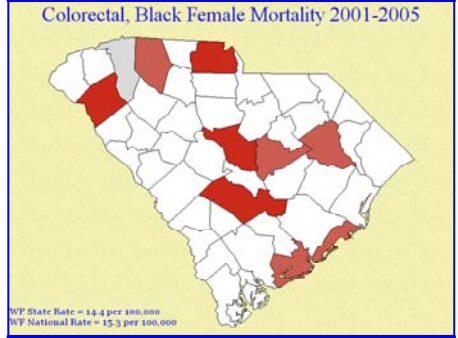 Colorectal, Black Female Mortality 2001-2005
WF State Rate = 14.4 per 100,000
WF National Rate = 15.3 per 100,000